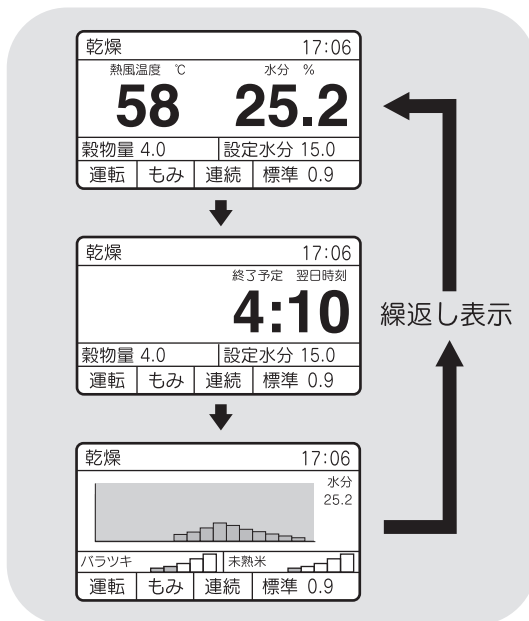 乾燥 17:06
熱風温度 ℃ 水分 %
58 25.2
穀物量 4.0 設定水分 15.0
運転 もみ 連続 標準 0.9
乾燥 17:06
終了予定 翌日時刻
4:10
繰返し表示
穀物量 4.0 設定水分 15.0
運転 もみ 連続 標準 0.9
乾燥 17:06
水分
25.2
バラツキ 未熟米
運転 もみ 連続 標準 0.9